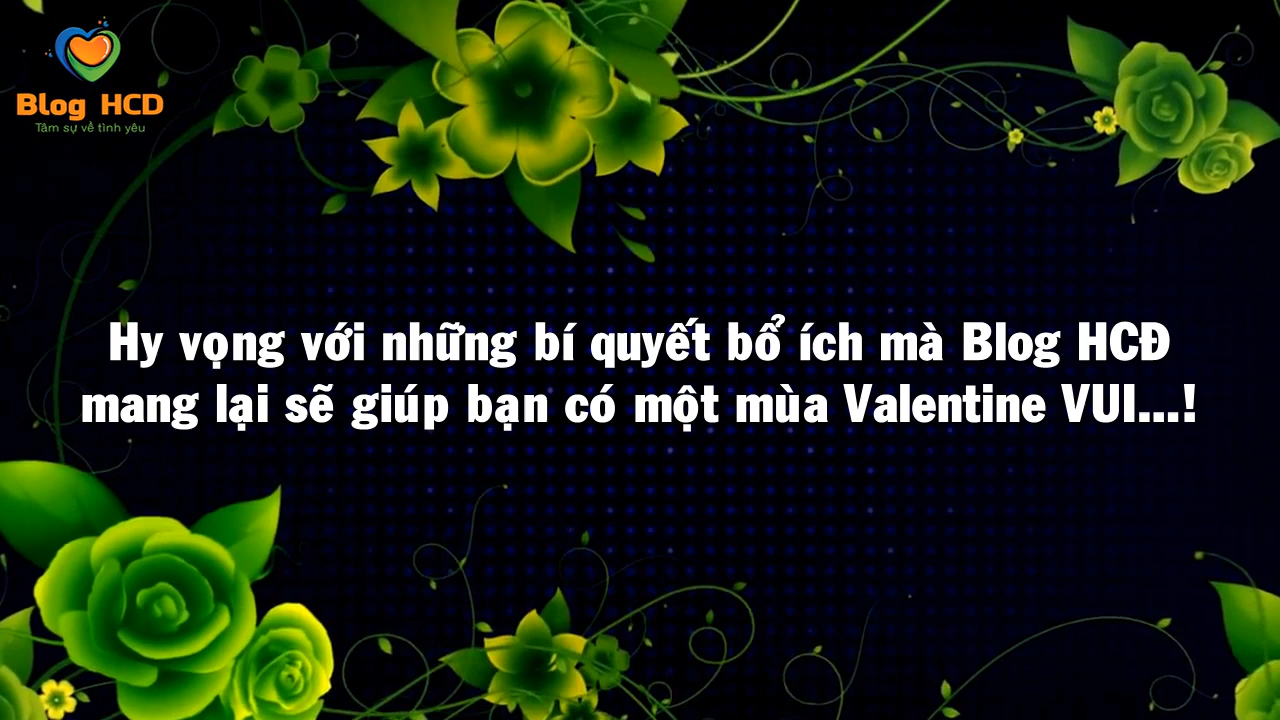 Blog HCD
Tâm sự về tình yêu
Hy vọng với những bí quyết bổ ích mà Blog HCĐ
mang lại sẽ giúp bạn có một mùa Valentine VUI...!